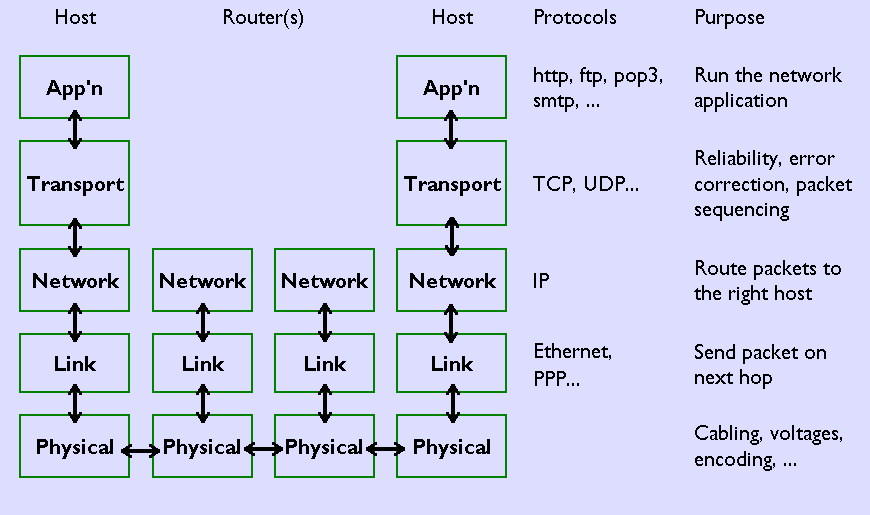 Host Router(s) Host Protocols Purpose
App'n App'n http, ftp, pop3, Run the network
smtp, ... application
Transport Transport TCP, UDP... Reliability, error
correction, packet
sequencing
Network Network Network Network IP Route packets to
the right host
Link Link Link Link Ethernet, Send packet on
PPP... next hop
Physical Physical Physical Physical Cabling, voltages,
encoding, ...